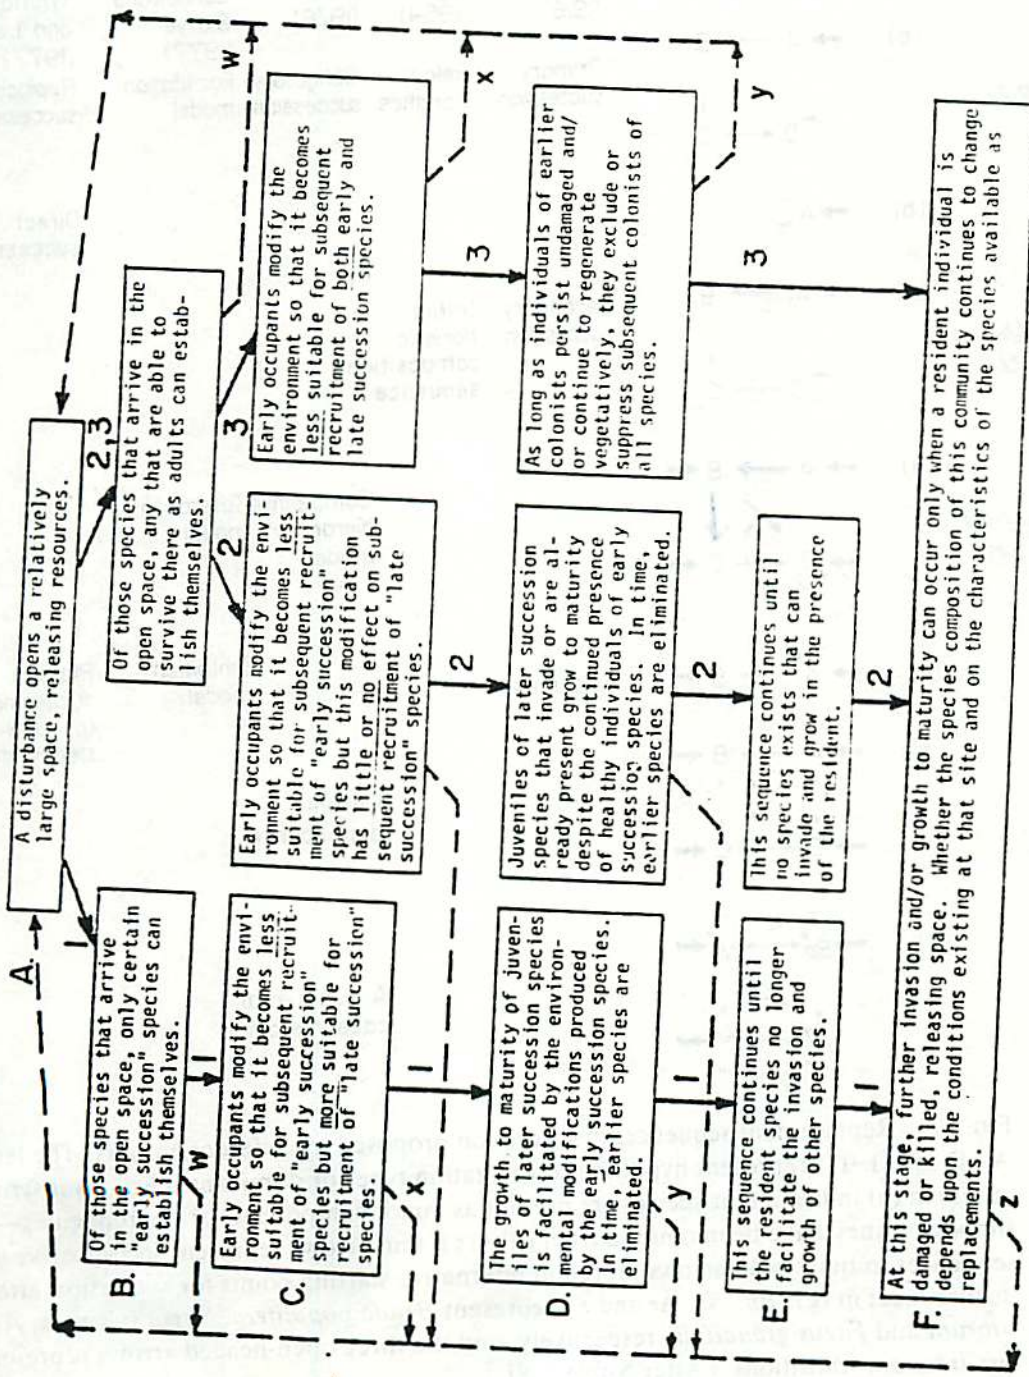 A.
A disturbance opens a relatively
large space, releasing resources.
1
2,3
B.
Of those species that arrive
in the open space, only certain
"early succession" species can
establish themselves.
Of those species that arrive in the
open space, any that are able to
survive there as adults can estab-
lish themselves.
w
1
2
3
w
C.
Early occupants modify the envi-
ronment so that it becomes less
suitable for subsequent recruit-
ment of "early succession"
species but more suitable for
recruitment of "late succession"
species.
Early occupants modify the envi-
ronment so that it becomes less
suitable for subsequent recruit-
ment of "early succession"
species but this modification
has little or no effect on sub-
sequent recruitment of "late
succession" species.
Early occupants modify the
environment so that it becomes
less suitable for subsequent
recruitment of both early and
late succession species.
x
1
2
3
x
D.
The growth to maturity of juven-
iles of later succession species
is facilitated by the environ-
mental modifications produced
by the early succession species.
In time, earlier species are
eliminated.
Juveniles of later succession
species that invade or are al-
ready present grow to maturity
despite the continued presence
of healthy individuals of early
succession species. In time,
earlier species are eliminated.
As long as individuals of earlier
colonists persist undamaged and/
or continue to regenerate
vegetatively, they exclude or
suppress subsequent colonists of
all species.
y
1
2
3
y
E.
This sequence continues until
the resident species no longer
facilitate the invasion and
growth of other species.
This sequence continues until
no species exists that can
invade and grow in the presence
of the resident.
1
2
F.
At this stage, further invasion and/or growth to maturity can occur only when a resident individual is
damaged or killed, releasing space. Whether the species composition of this community continues to change
depends upon the conditions existing at that site and on the characteristics of the species available as
replacements.
z